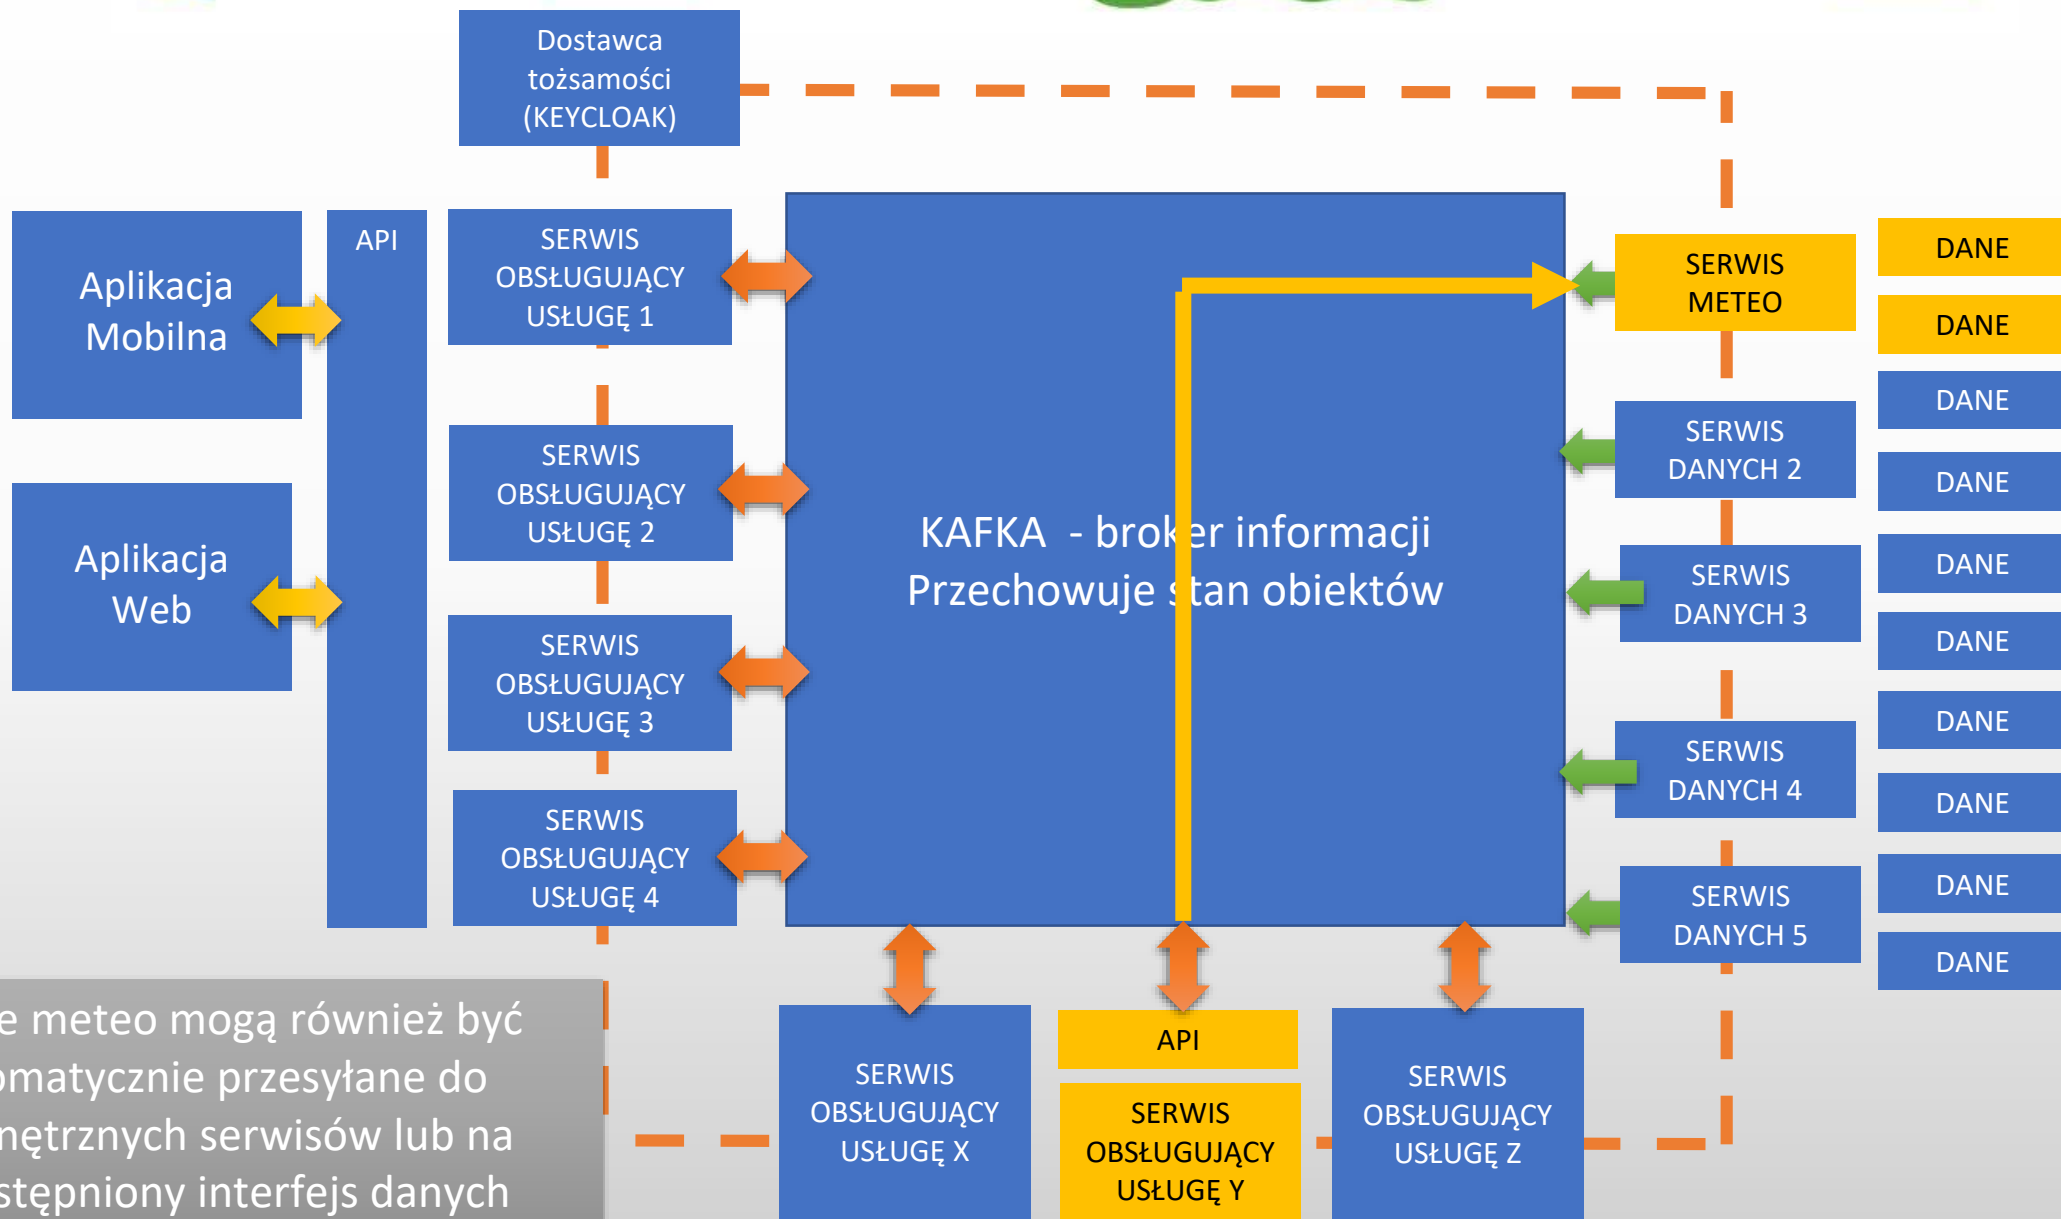 Dostawca
tożsamości
(KEYCLOAK)
Aplikacja
Mobilna
Aplikacja
Web
API
SERWIS
OBSŁUGUJĄCY
USŁUGĘ 1
SERWIS
OBSŁUGUJĄCY
USŁUGĘ 2
SERWIS
OBSŁUGUJĄCY
USŁUGĘ 3
SERWIS
OBSŁUGUJĄCY
USŁUGĘ 4
KAFKA - broker informacji
Przechowuje stan obiektów
SERWIS
METEO
SERWIS
DANYCH 2
SERWIS
DANYCH 3
SERWIS
DANYCH 4
SERWIS
DANYCH 5
DANE
DANE
DANE
DANE
DANE
DANE
DANE
DANE
DANE
DANE
SERWIS
OBSŁUGUJĄCY
USŁUGĘ X
API
SERWIS
OBSŁUGUJĄCY
USŁUGĘ Y
SERWIS
OBSŁUGUJĄCY
USŁUGĘ Z
meteo mogą również być
przesyłane do
serwisów lub na
interfejs danych